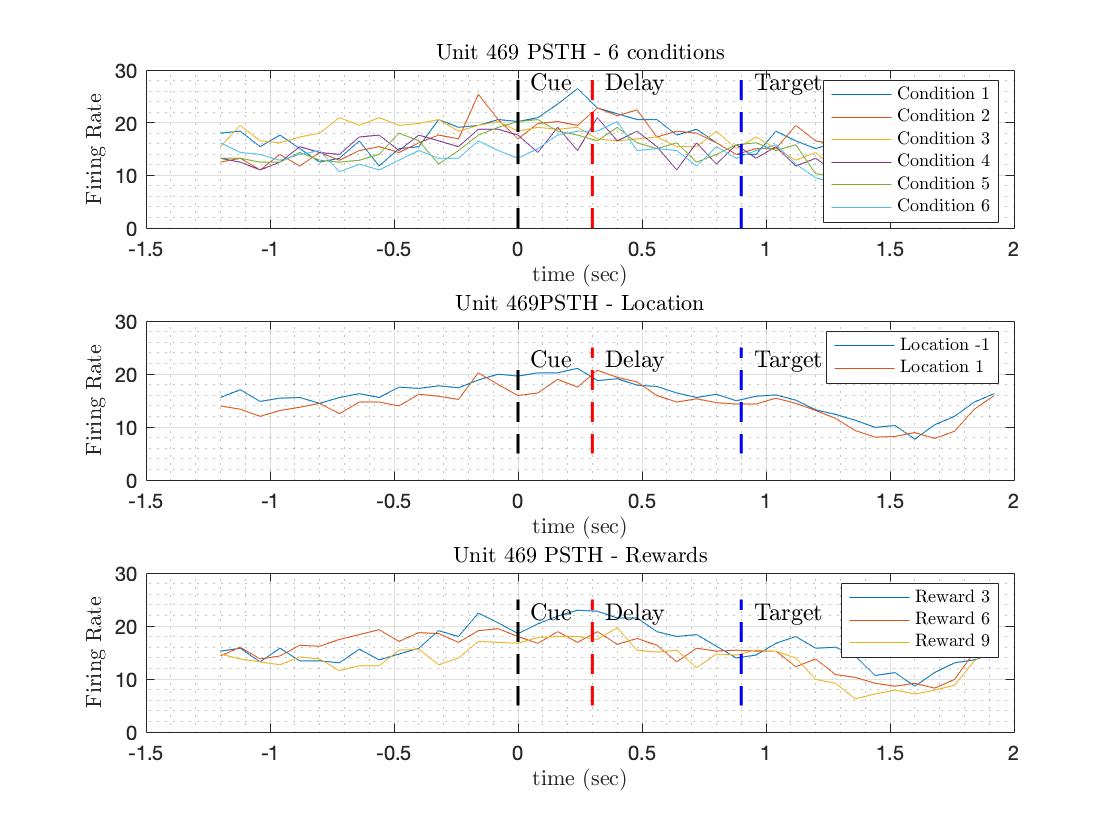 Unit 469 PSTH - 6 conditions
Firing Rate
30
20
10
0
Cue
Delay
Target
Condition 1
Condition 2
Condition 3
Condition 4
Condition 5
Condition 6
-1.5
-1
-0.5
0
0.5
1
1.5
2
time (sec)
Unit 469PSTH - Location
Firing Rate
30
20
10
0
Cue
Delay
Target
Location -1
Location 1
-1.5
-1
-0.5
0
0.5
1
1.5
2
time (sec)
Unit 469 PSTH - Rewards
Firing Rate
30
20
10
0
Cue
Delay
Target
Reward 3
Reward 6
Reward 9
-1.5
-1
-0.5
0
0.5
1
1.5
2
time (sec)